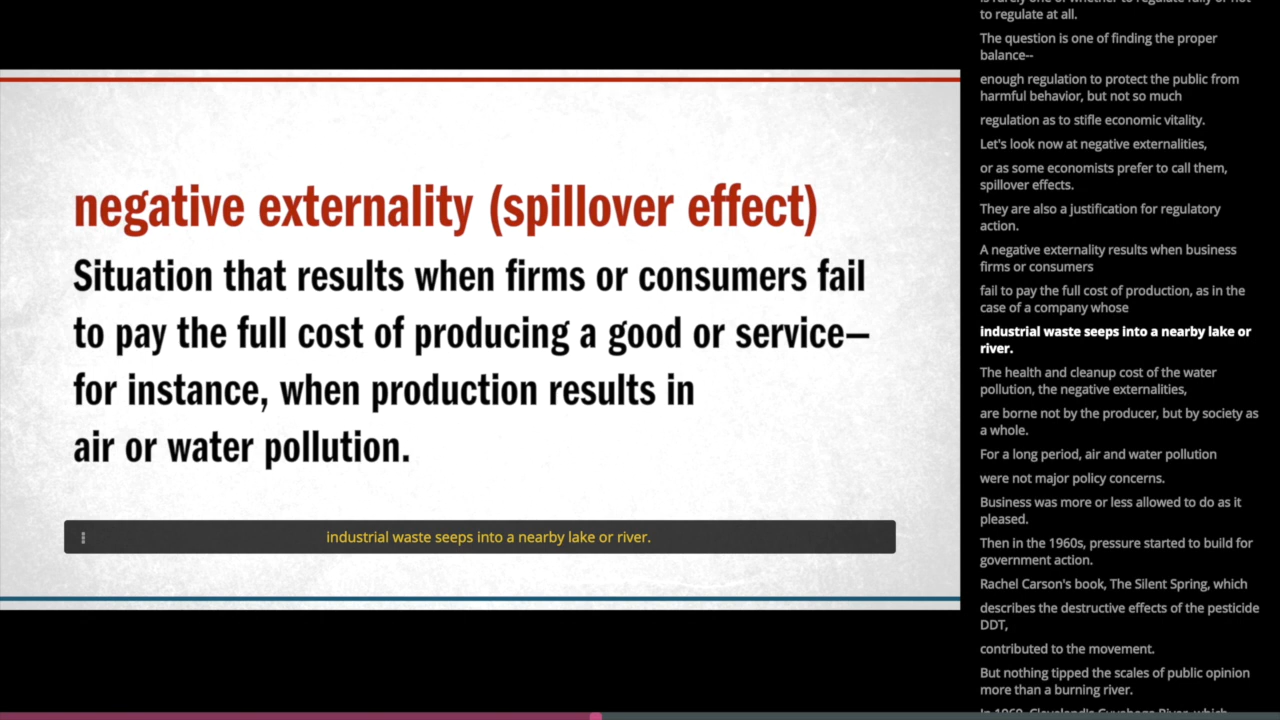 negative externality (spillover effect)
Situation that results when firms or consumers fail
to pay the full cost of producing a good or service—
for instance, when production results in
air or water pollution.
industrial waste seeps into a nearby lake or river.
is rarely one of whether to regulate fully or not
to regulate at all.
The question is one of finding the proper
balance--
enough regulation to protect the public from
harmful behavior, but not so much
regulation as to stifle economic vitality.
Let's look now at negative externalities,
or as some economists prefer to call them,
spillover effects.
They are also a justification for regulatory
action.
A negative externality results when business
firms or consumers
fail to pay the full cost of production, as in the
case of a company whose
industrial waste seeps into a nearby lake or
river.
The health and cleanup cost of the water
pollution, the negative externalities,
are borne not by the producer, but by society as
a whole.
For a long period, air and water pollution
were not major policy concerns.
Business was more or less allowed to do as it
pleased.
Then in the 1960s, pressure started to build for
government action.
Rachel Carson's book, The Silent Spring, which
describes the destructive effects of the pesticide
DDT,
contributed to the movement.
But nothing tipped the scales of public opinion
more than a burning river.
In 1969, Cleveland's Cuyahoga River, which